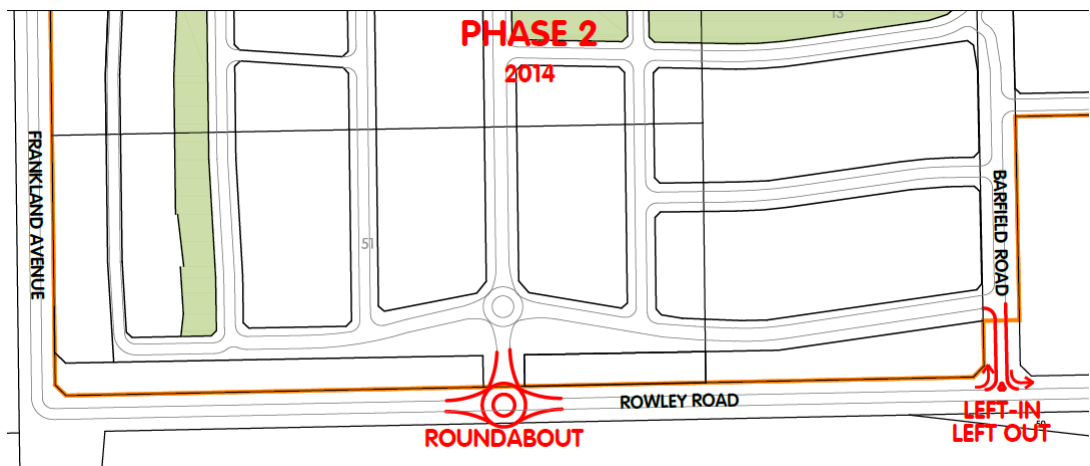 13
PHASE 2
2014
FRANKLAND AVENUE
BARFIELD ROAD
51
ROWLEY ROAD
ROUNDABOUT
LEFT-IN
LEFT OUT